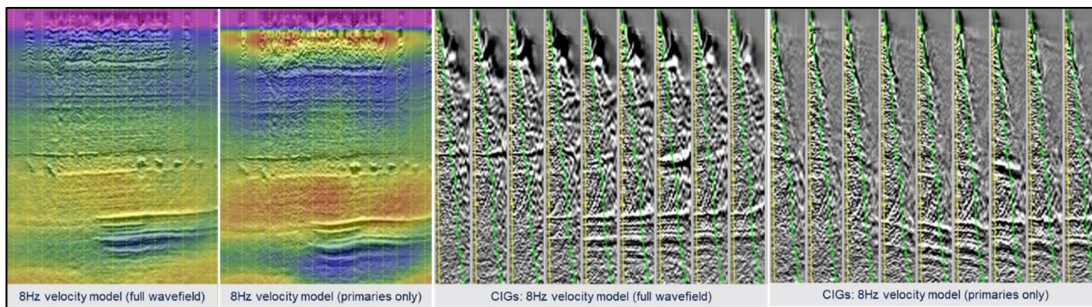 8Hz velocity model (full wavefield)
8Hz velocity model (primaries only)
CIGs: 8Hz velocity model (full wavefield)
CIGs: 8Hz velocity model (primaries only)